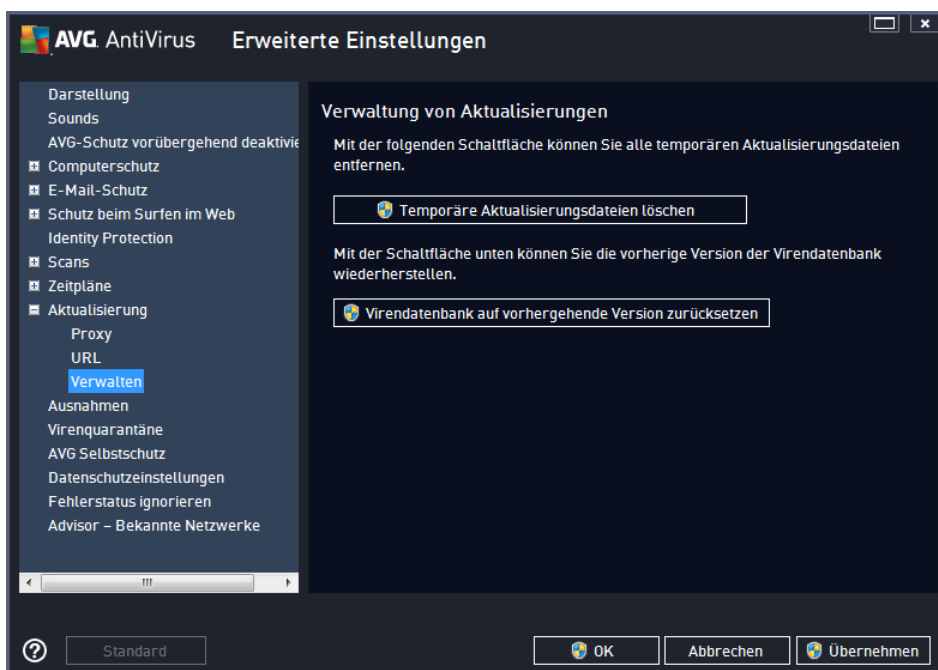 AVG AntiVirus Erweiterte Einstellungen
Darstellung
Sounds
AVG-Schutz vorübergehend deaktivie
Computerschutz
E-Mail-Schutz
Schutz beim Surfen im Web
Identity Protection
Scans
Zeitpläne
Aktualisierung
Proxy
URL
Verwalten
Ausnahmen
Virenquarantäne
AVG Selbstschutz
Datenschutzeinstellungen
Fehlerstatus ignorieren
Advisor – Bekannte Netzwerke
Verwaltung von Aktualisierungen
Mit der folgenden Schaltfläche können Sie alle temporären Aktualisierungsdateien
entfernen.
Temporäre Aktualisierungsdateien löschen
Mit der Schaltfläche unten können Sie die vorherige Version der Virendatenbank
wiederherstellen.
Virendatenbank auf vorhergehende Version zurücksetzen
Standard
OK
Abbrechen
Übernehmen